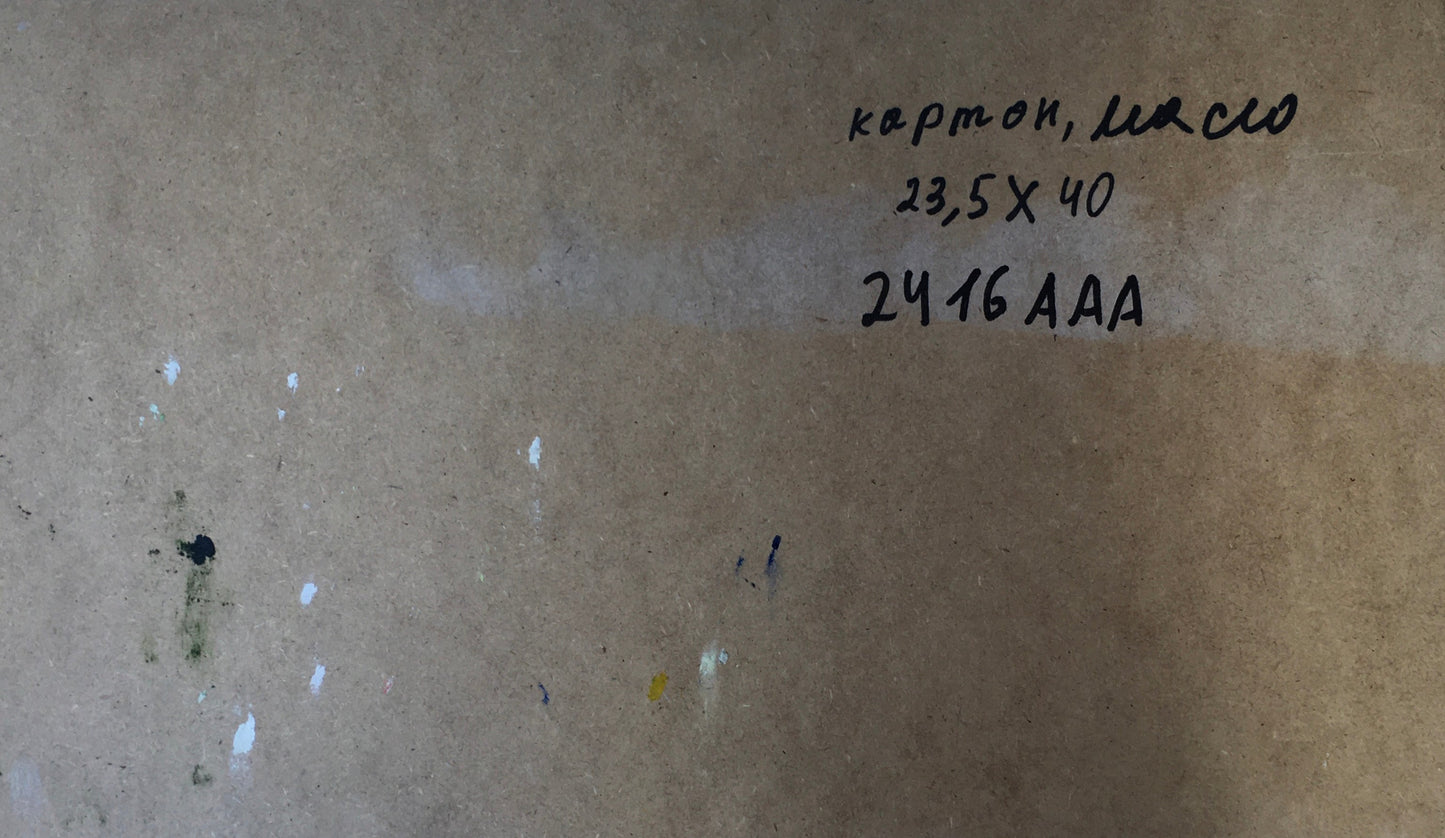 картон, масло
23,5 X 40
2416 AAA